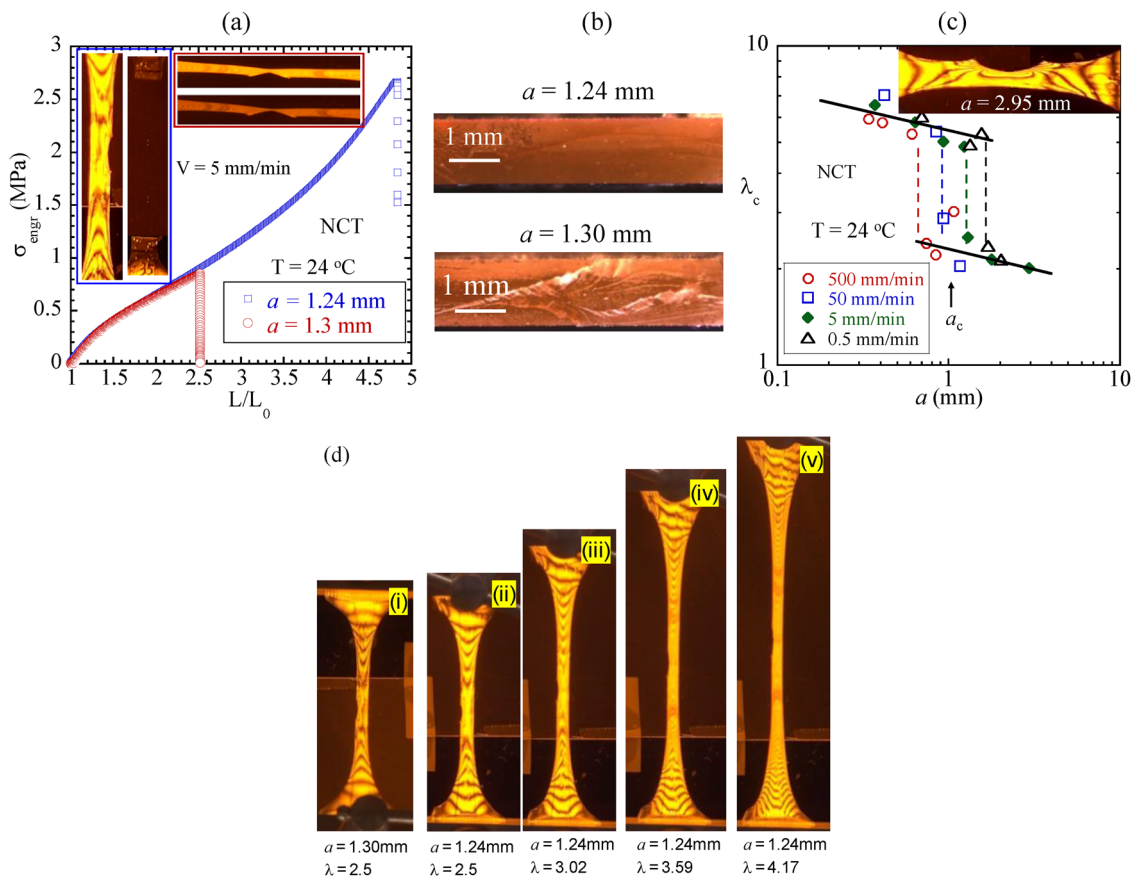 (a)
3
2.5
2
1.5
1
0.5
0
σengr (MPa)
V = 5 mm/min
NCT
T = 24 °C
a = 1.24 mm
a = 1.3 mm
1 1.5 2 2.5 3 3.5 4 4.5 5
L/L0
(b)
a = 1.24 mm
1 mm
a = 1.30 mm
1 mm
(c)
10
λc
1
a = 2.95 mm
NCT
T = 24 °C
500 mm/min
50 mm/min
5 mm/min
0.5 mm/min
ac
0.1 1 10
a (mm)
(d)
(i)
(ii)
(iii)
(iv)
(v)
a = 1.30mm
λ = 2.5
a = 1.24mm
λ = 2.5
a = 1.24mm
λ = 3.02
a = 1.24mm
λ = 3.59
a = 1.24mm
λ = 4.17